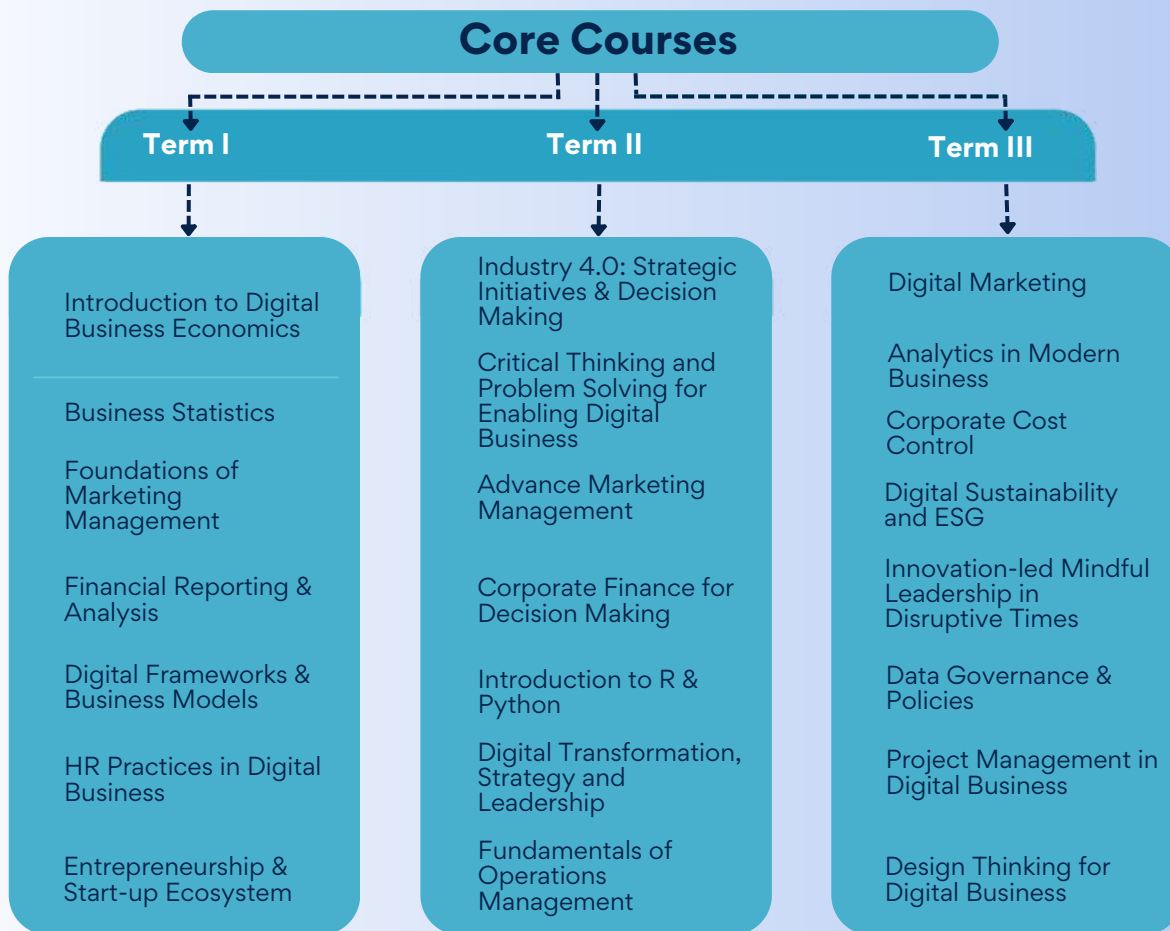 Core Courses
Term I
Term II
Term III
Introduction to Digital
Business Economics
Business Statistics
Foundations of
Marketing
Management
Financial Reporting &
Analysis
Digital Frameworks &
Business Models
HR Practices in Digital
Business
Entrepreneurship &
Start-up Ecosystem
Industry 4.0: Strategic
Initiatives & Decision
Making
Critical Thinking and
Problem Solving for
Enabling Digital
Business
Advance Marketing
Management
Corporate Finance for
Decision Making
Introduction to R &
Python
Digital Transformation,
Strategy and
Leadership
Fundamentals of
Operations
Management
Digital Marketing
Analytics in Modern
Business
Corporate Cost
Control
Digital Sustainability
and ESG
Innovation-led Mindful
Leadership in
Disruptive Times
Data Governance &
Policies
Project Management in
Digital Business
Design Thinking for
Digital Business